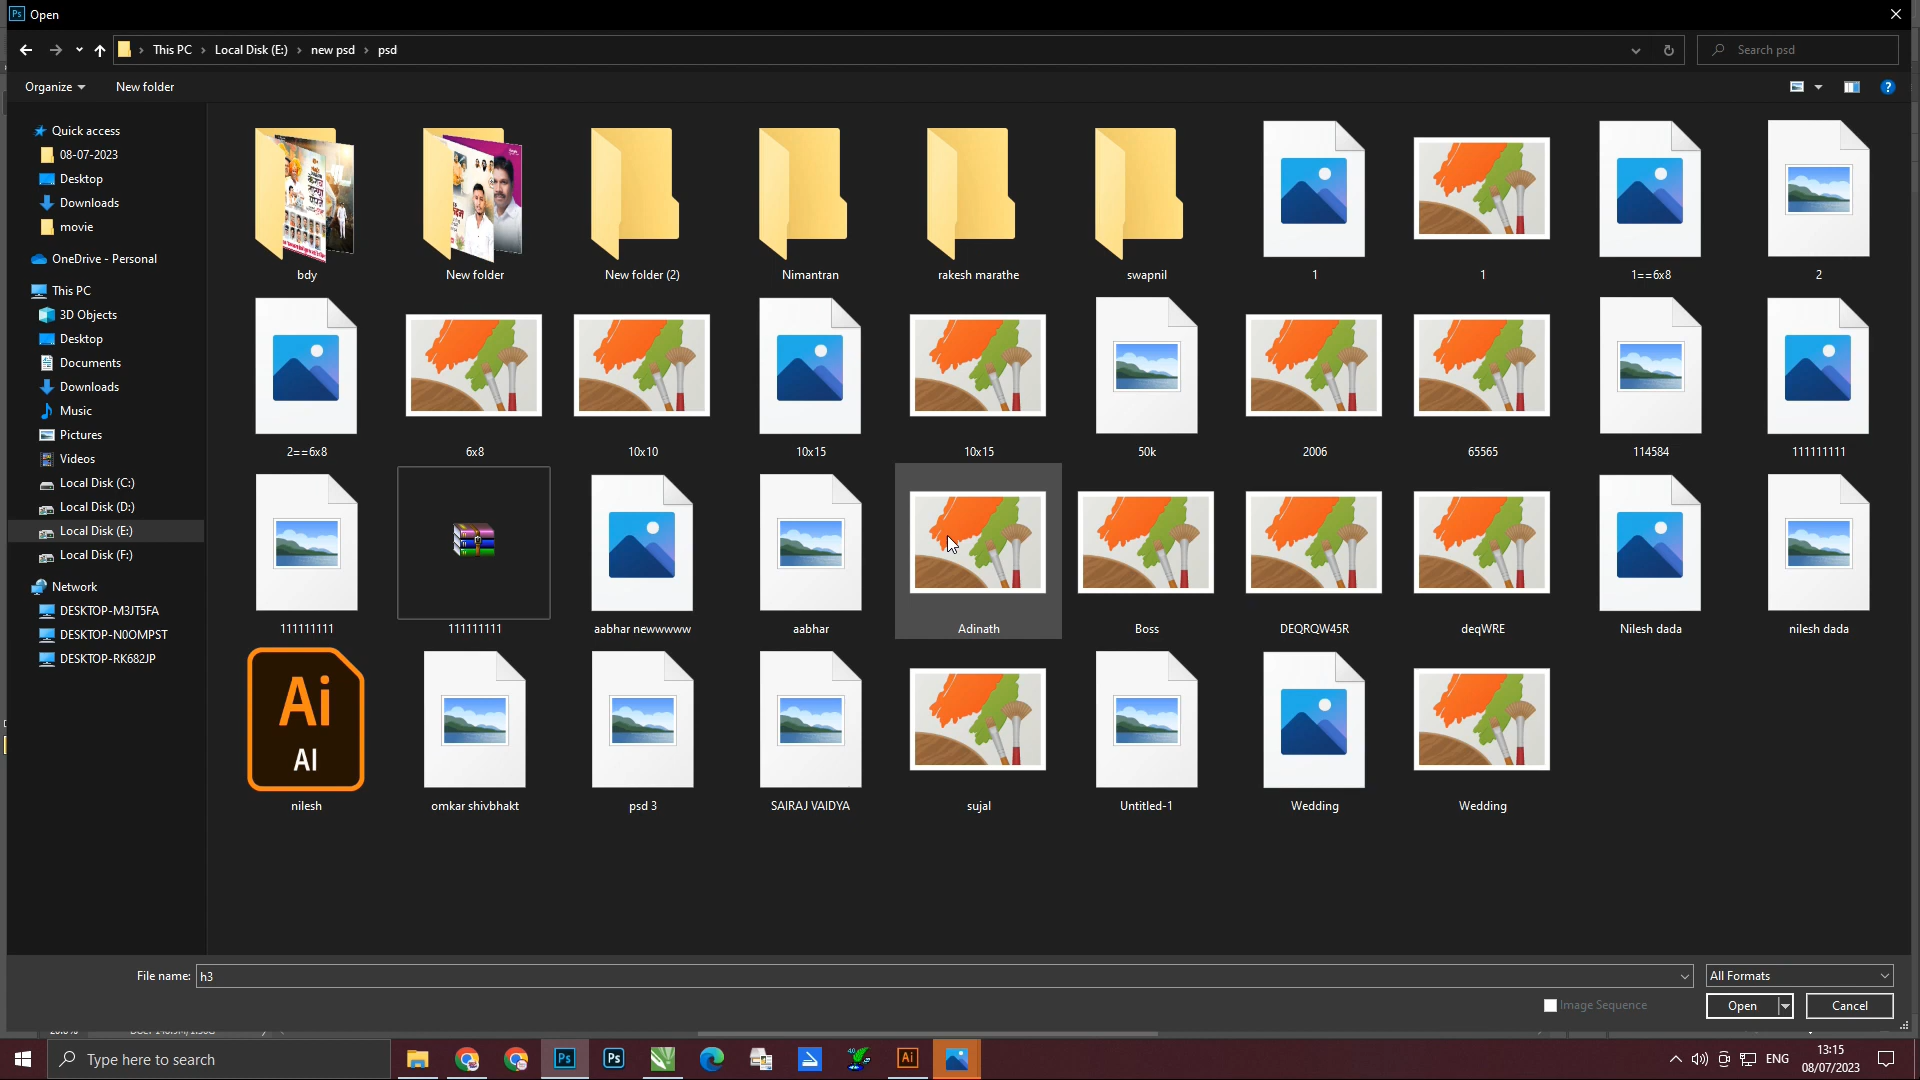 Ps Open
This PC › Local Disk (E:) › new psd › psd
Search psd
Organize
New folder
Quick access
08-07-2023
Desktop
Downloads
movie
OneDrive - Personal
This PC
3D Objects
Desktop
Documents
Downloads
Music
Pictures
Videos
Local Disk (C:)
Local Disk (D:)
Local Disk (E:)
Local Disk (F:)
Network
DESKTOP-M3JT5FA
DESKTOP-N0OMPST
DESKTOP-RK682JP
bdy
New folder
New folder (2)
Nimantran
rakesh marathe
swapnil
1
1
1==6x8
2
2==6x8
6x8
10x10
10x15
10x15
50k
2006
65565
114584
111111111
111111111
111111111
aabhar newwwww
aabhar
Adinath
Boss
DEQRQW45R
deqWRE
Nilesh dada
nilesh dada
Ai
AI
nilesh
omkar shivbhakt
psd 3
SAIRAJ VAIDYA
sujal
Untitled-1
Wedding
Wedding
File name: h3
All Formats
Image Sequence
Open
Cancel
Type here to search
Ps
Ps
Ai
ENG
13:15
08/07/2023